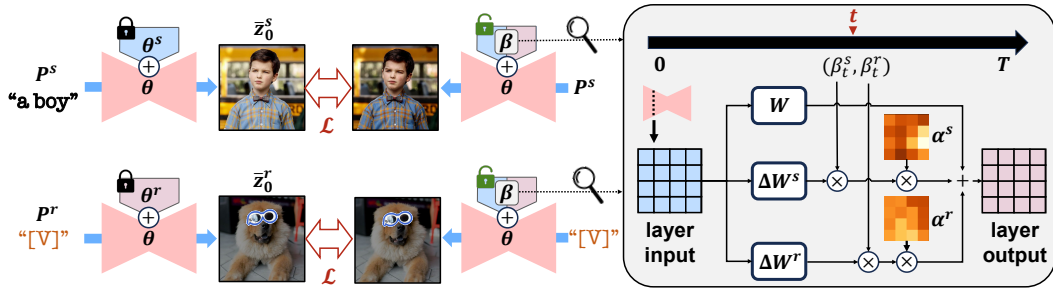 θ^s
z̄_0^s
β
t
+
+
0
(β_t^s, β_t^r)
T
P^s
θ
θ
P^s
“a boy”
ℒ
W
α^s
θ^r
z̄_0^r
β
ΔW^s
×
×
+
+
+
P^r
θ
θ
“[V]”
“[V]”
ℒ
α^r
layer
input
layer
output
ΔW^r
×
×